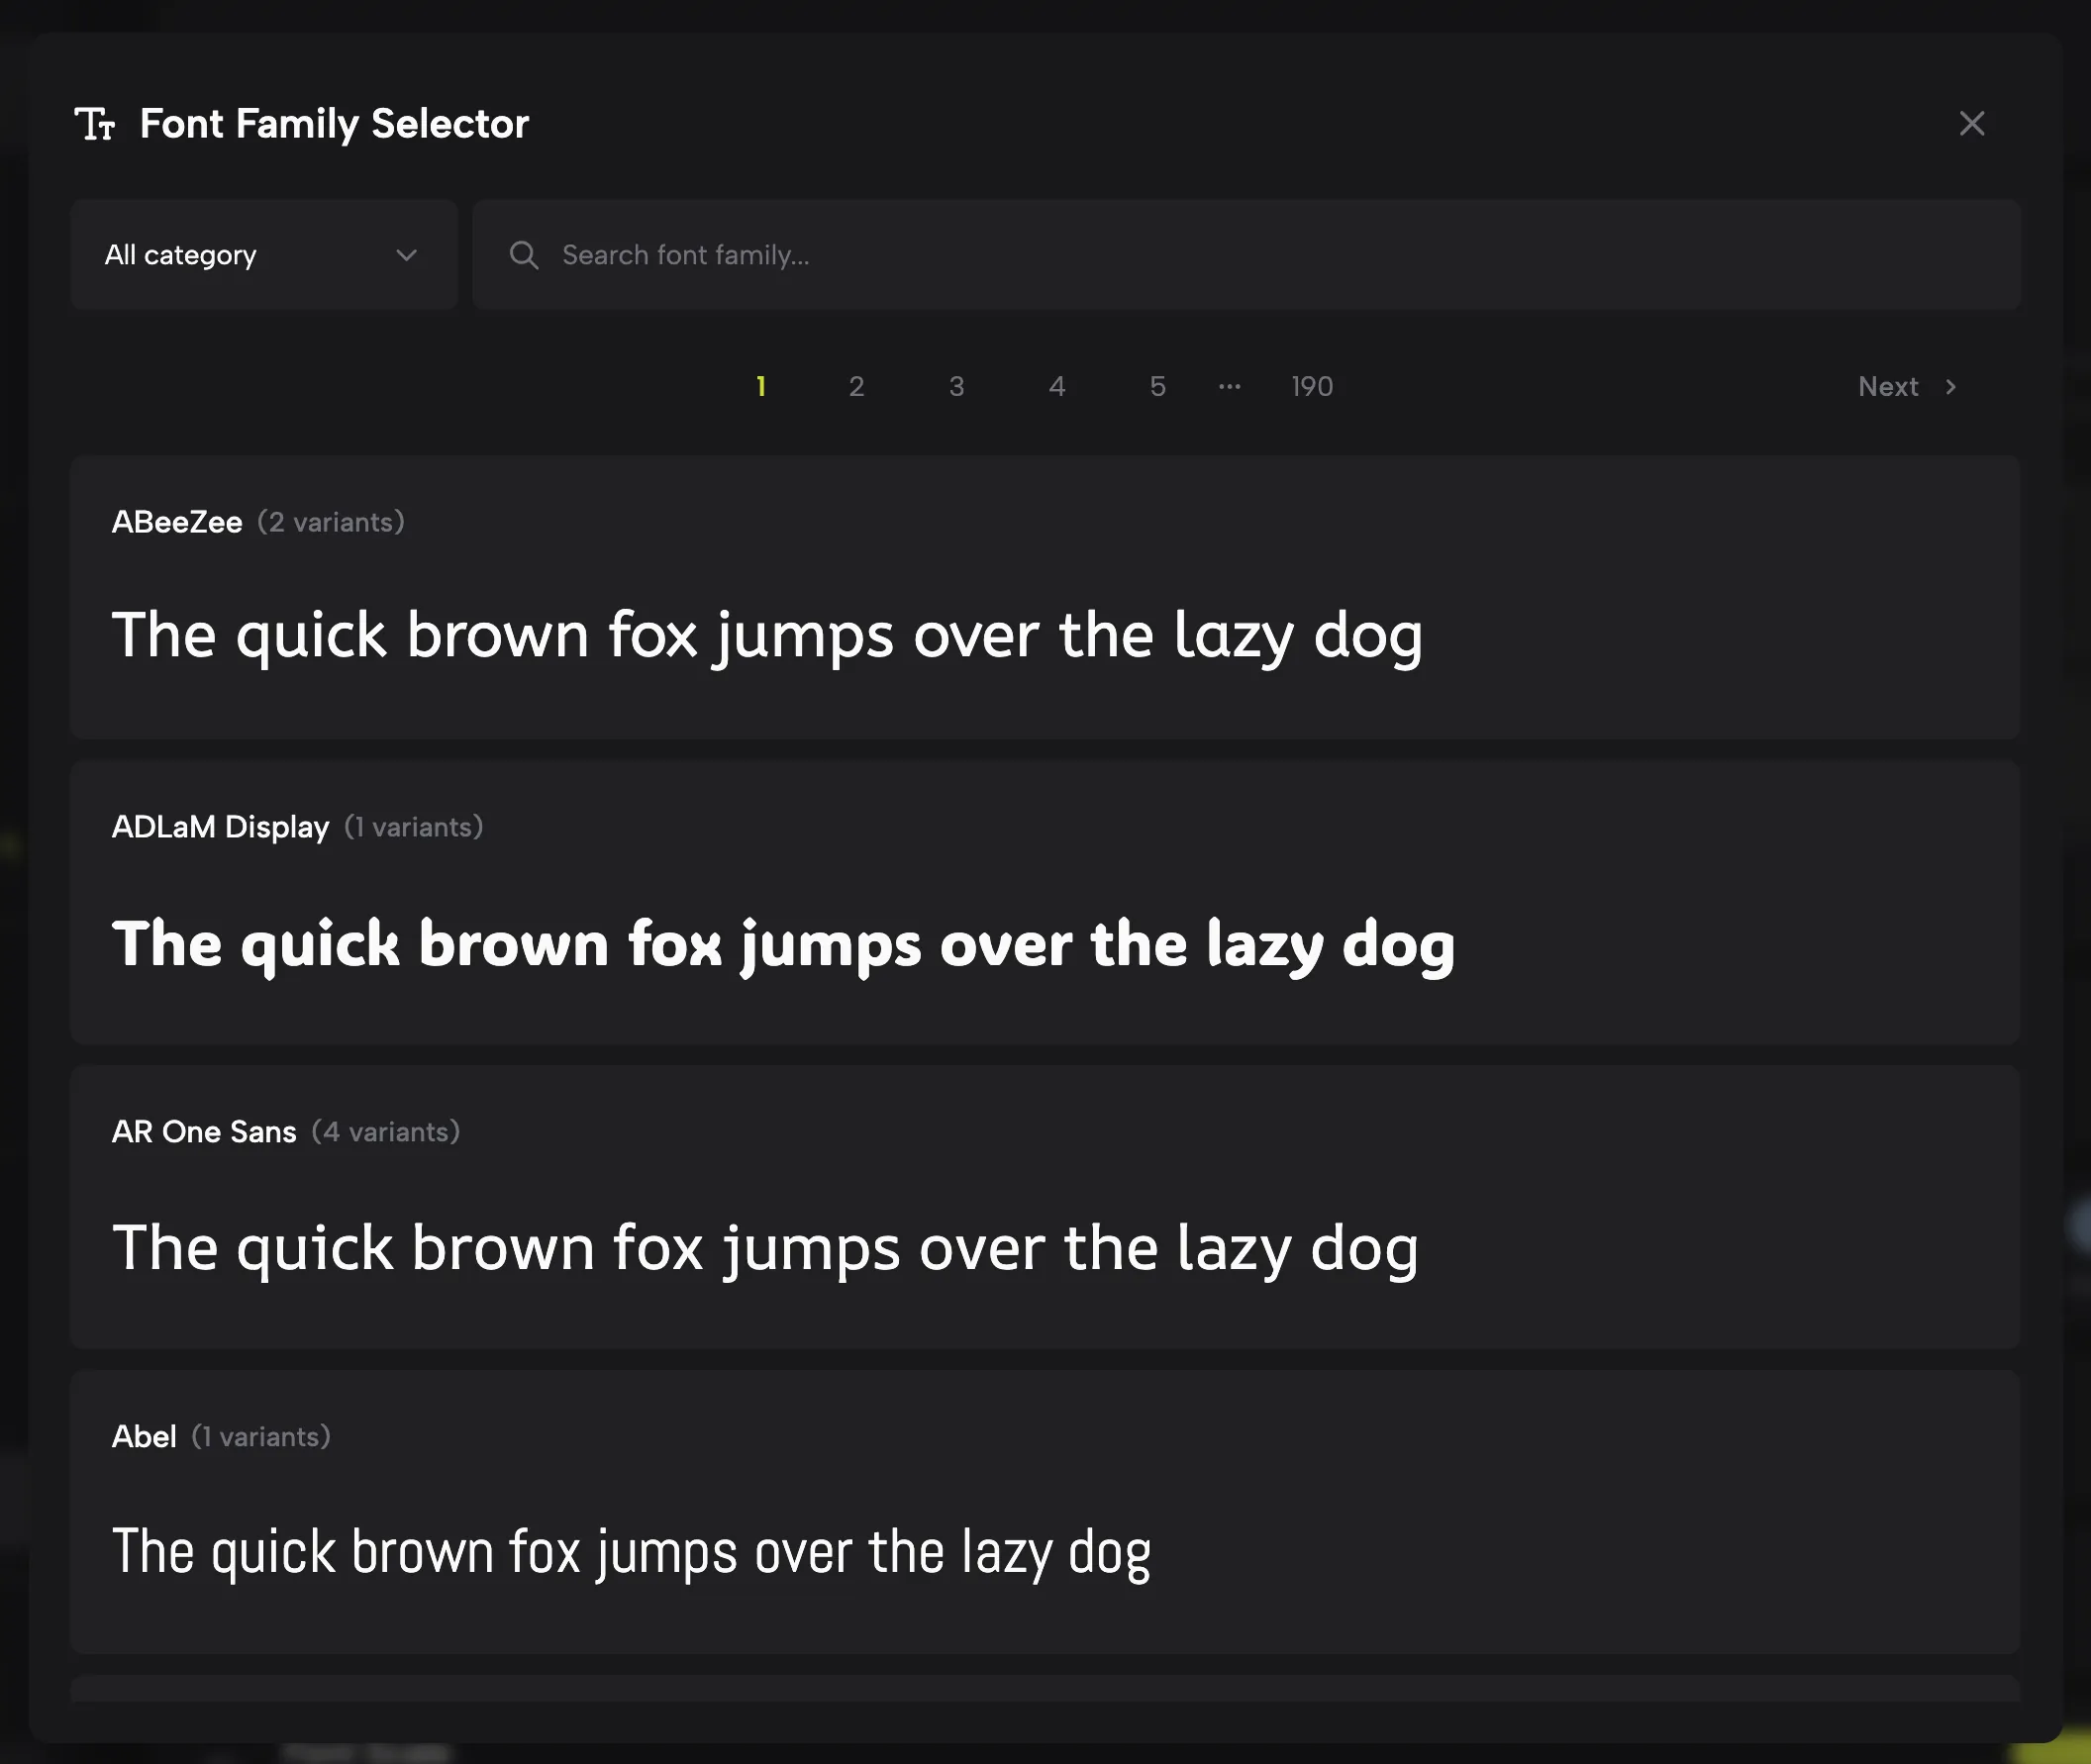 Font Family Selector
All category
Search font family...
1 2 3 4 5 ... 190 Next
ABeeZee (2 variants)
The quick brown fox jumps over the lazy dog
ADLaM Display (1 variants)
The quick brown fox jumps over the lazy dog
AR One Sans (4 variants)
The quick brown fox jumps over the lazy dog
Abel (1 variants)
The quick brown fox jumps over the lazy dog